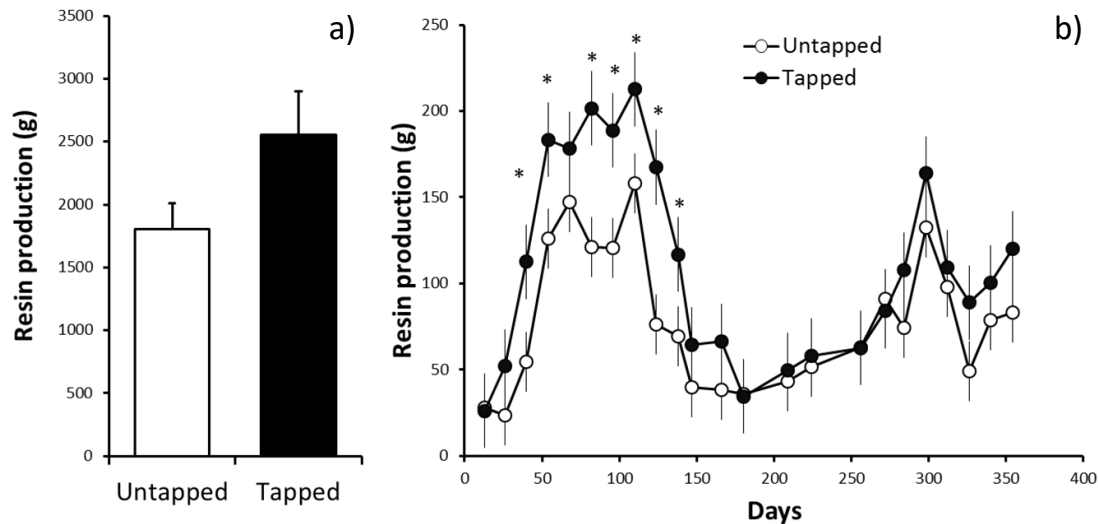 a)
Resin production (g)
3500
3000
2500
2000
1500
1000
500
0
Untapped Tapped
b)
Untapped
Tapped
Resin production (g)
250
200
150
100
50
0
* * * * * * * *
0 50 100 150 200 250 300 350 400
Days